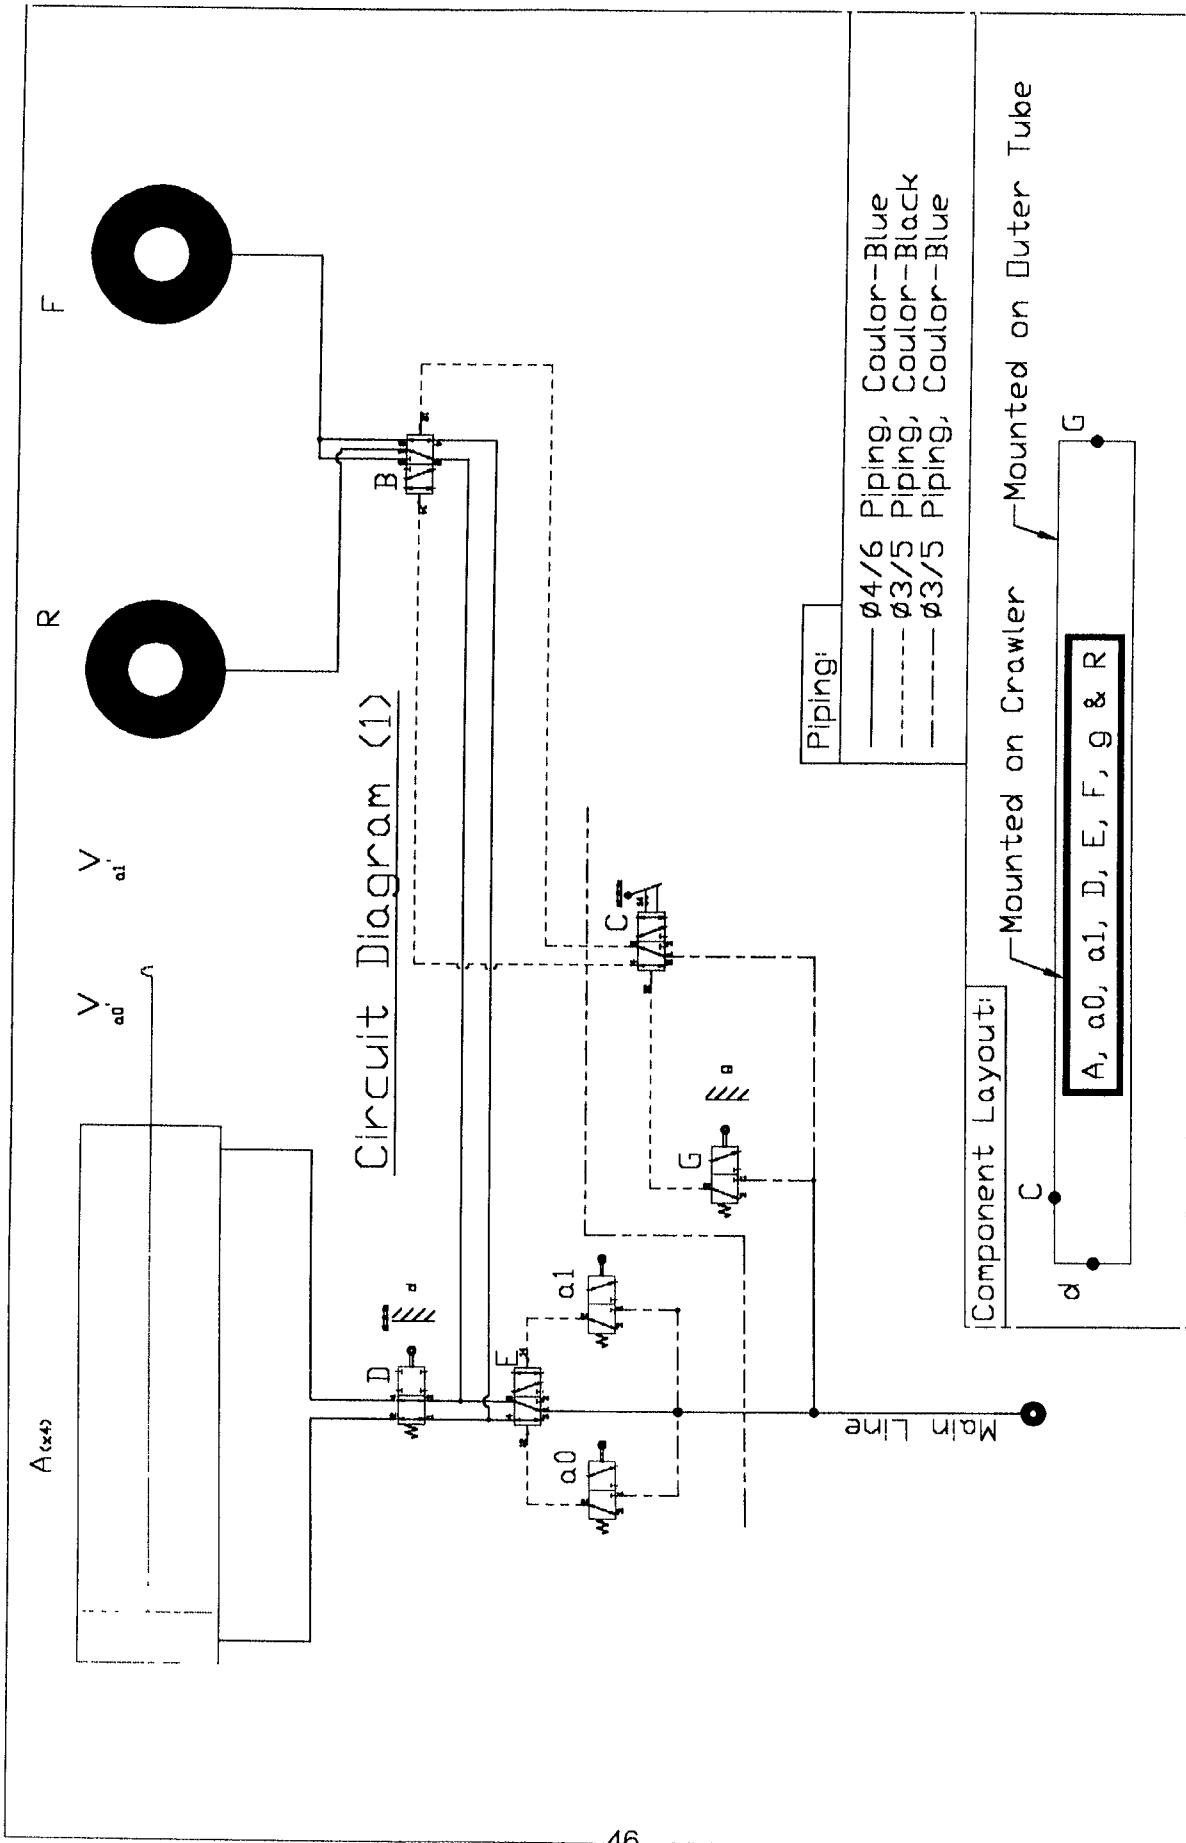 A(x4)
V
a0'
V
a1'
R
F
Circuit Diagram (1)
D
d
B
E
a0
a1
G
g
C
Main Line
Piping:
Ø4/6 Piping, Coulor-Blue
Ø3/5 Piping, Coulor-Black
Ø3/5 Piping, Coulor-Blue
Component Layout:
Mounted on Crawler
Mounted on Outer Tube
C
d
A, a0, a1, D, E, F, g & R
G
46